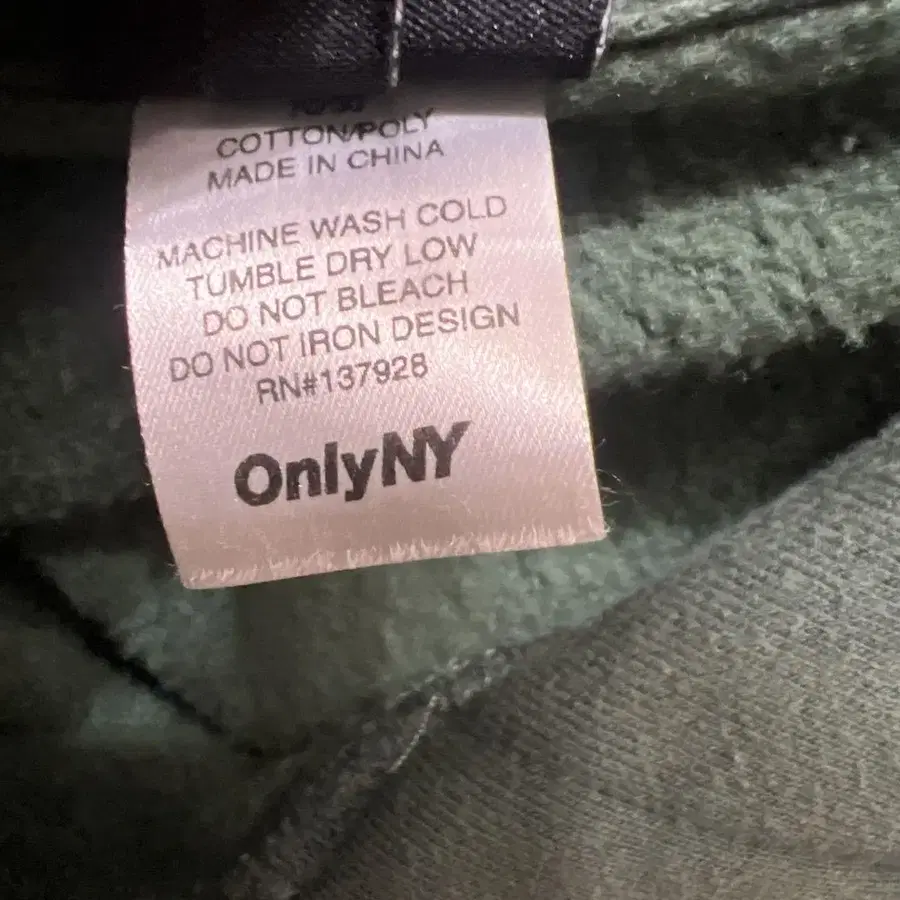 COTTON/POLY
MADE IN CHINA
MACHINE WASH COLD
TUMBLE DRY LOW
DO NOT BLEACH
DO NOT IRON DESIGN
RN#137928
OnlyNY